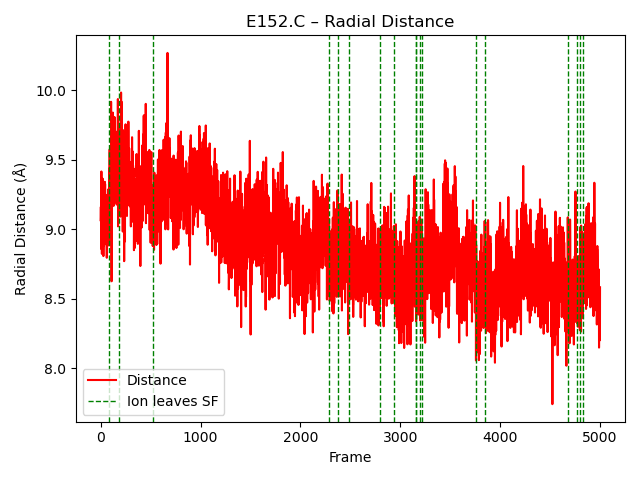 E152.C – Radial Distance
Radial Distance (Å)
10.0
9.5
9.0
8.5
8.0
Distance
Ion leaves SF
0 1000 2000 3000 4000 5000
Frame